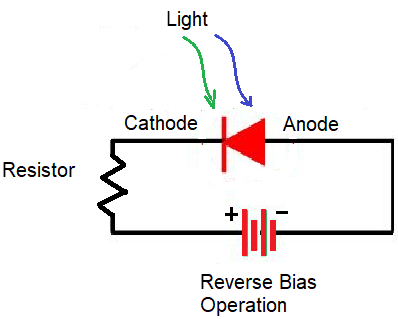 Light
Cathode
Anode
Resistor
+
−
Reverse Bias
Operation